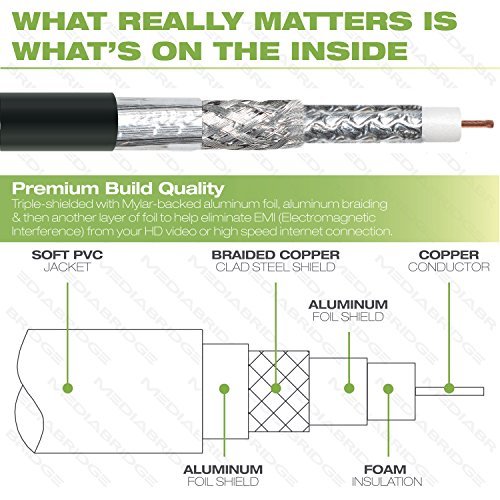 WHAT REALLY MATTERS IS
WHAT'S ON THE INSIDE
Premium Build Quality
Triple-shielded with Mylar-backed aluminum foil, aluminum braiding
& then another layer of foil to help eliminate EMI (Electromagnetic
Interference) from your HD video or high speed internet connection.
SOFT PVC
JACKET
BRAIDED COPPER
CLAD STEEL SHIELD
COPPER
CONDUCTOR
ALUMINUM
FOIL SHIELD
ALUMINUM
FOIL SHIELD
FOAM
INSULATION
MEDIABRIDGE